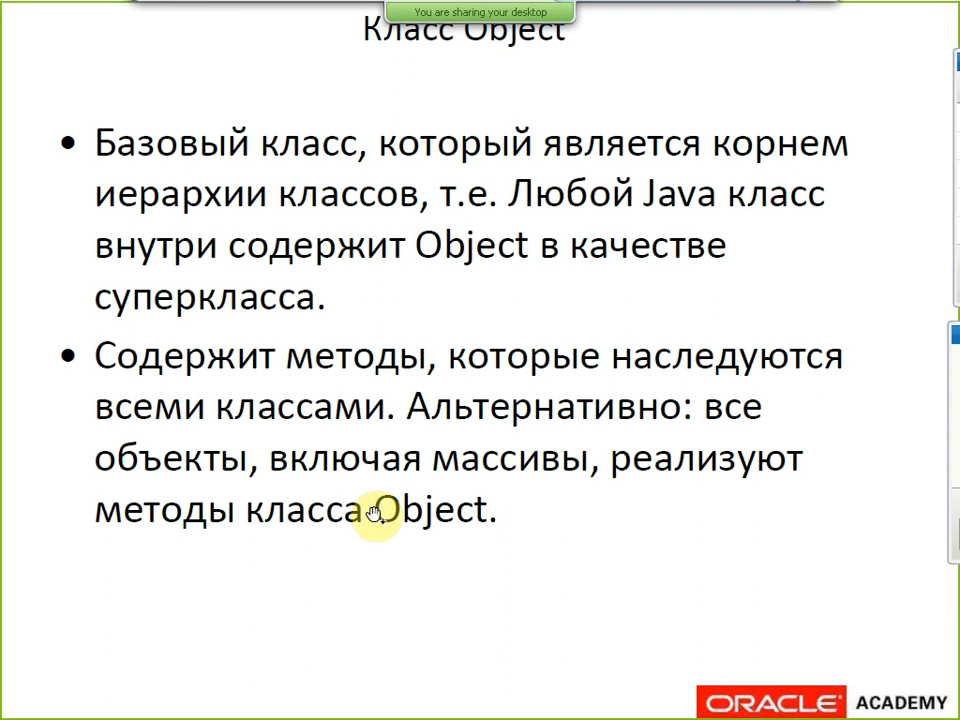 You are sharing your desktop
Класс Object
• Базовый класс, который является корнем
иерархии классов, т.е. Любой Java класс
внутри содержит Object в качестве
суперкласса.
• Содержит методы, которые наследуются
всеми классами. Альтернативно: все
объекты, включая массивы, реализуют
методы класса Object.
ORACLE ACADEMY